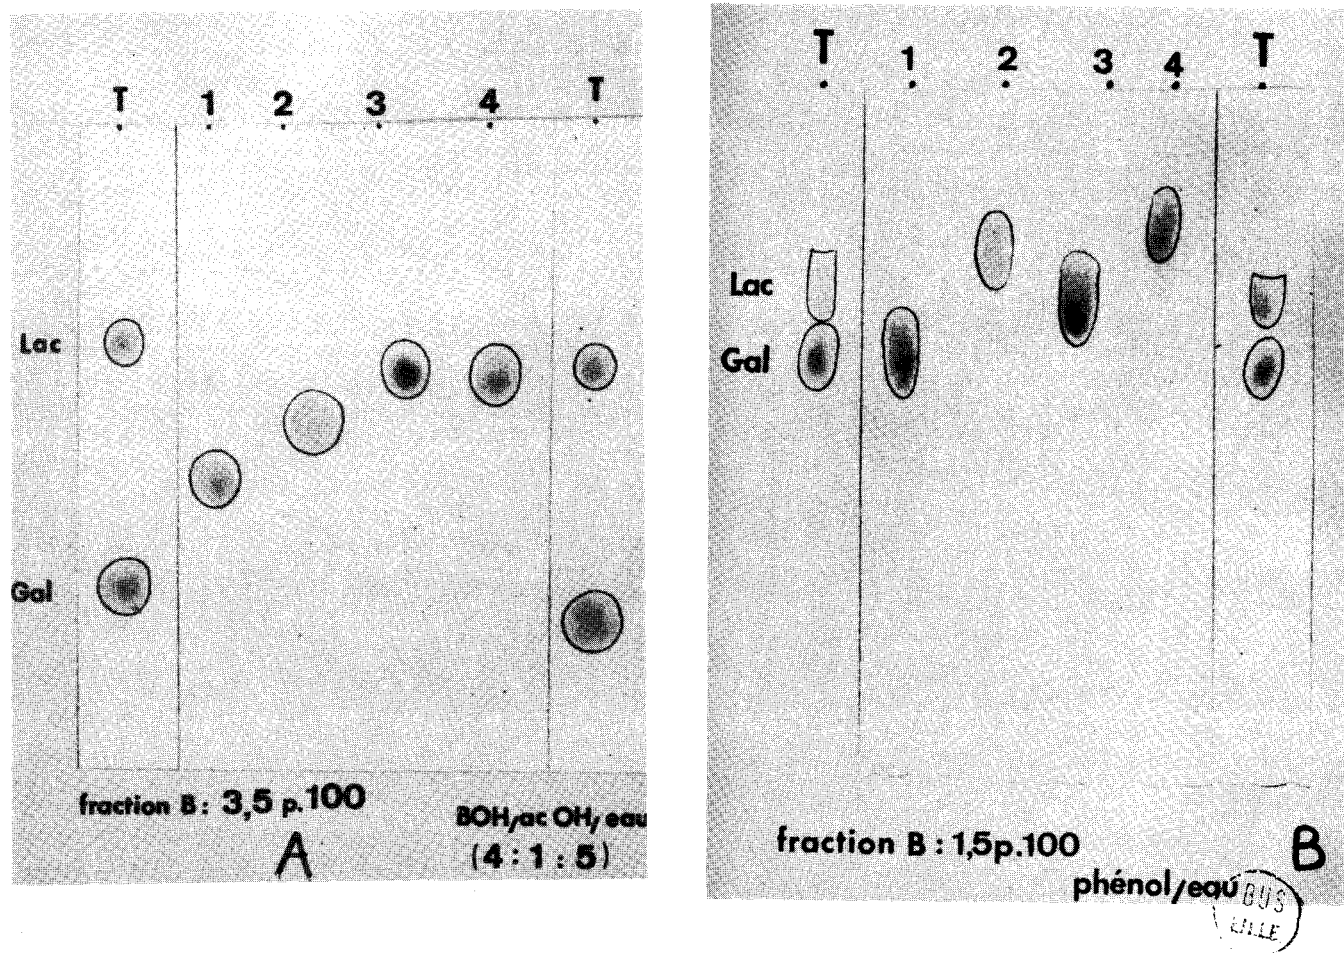 T 1 2 3 4 T
Lac
Gal
fraction B: 3,5 p.100
BOH/ac OH/eau
(4:1:5)
A
T 1 2 3 4 T
Lac
Gal
fraction B: 1,5p.100
B
phénol/eau
BUS
LILLE